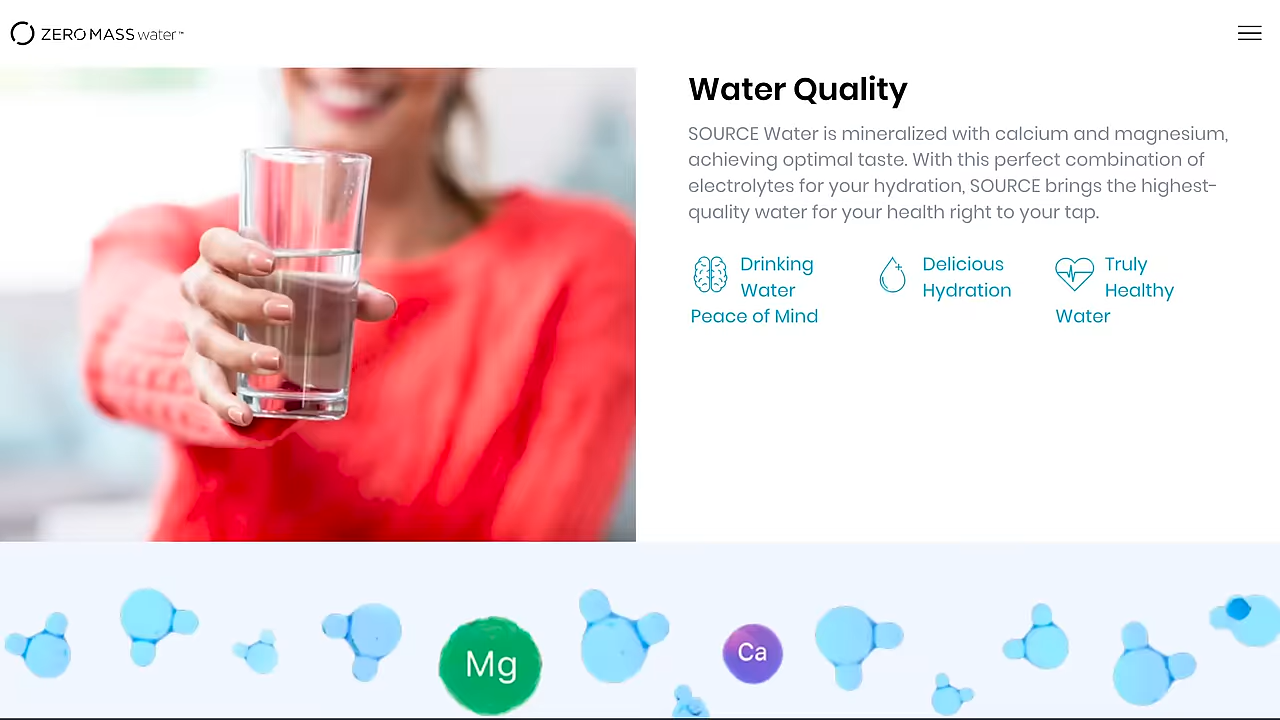 ZERO MASS water™
Water Quality
SOURCE Water is mineralized with calcium and magnesium,
achieving optimal taste. With this perfect combination of
electrolytes for your hydration, SOURCE brings the highest-
quality water for your health right to your tap.
Drinking
Water
Peace of Mind
Delicious
Hydration
Truly
Healthy
Water
Mg
Ca